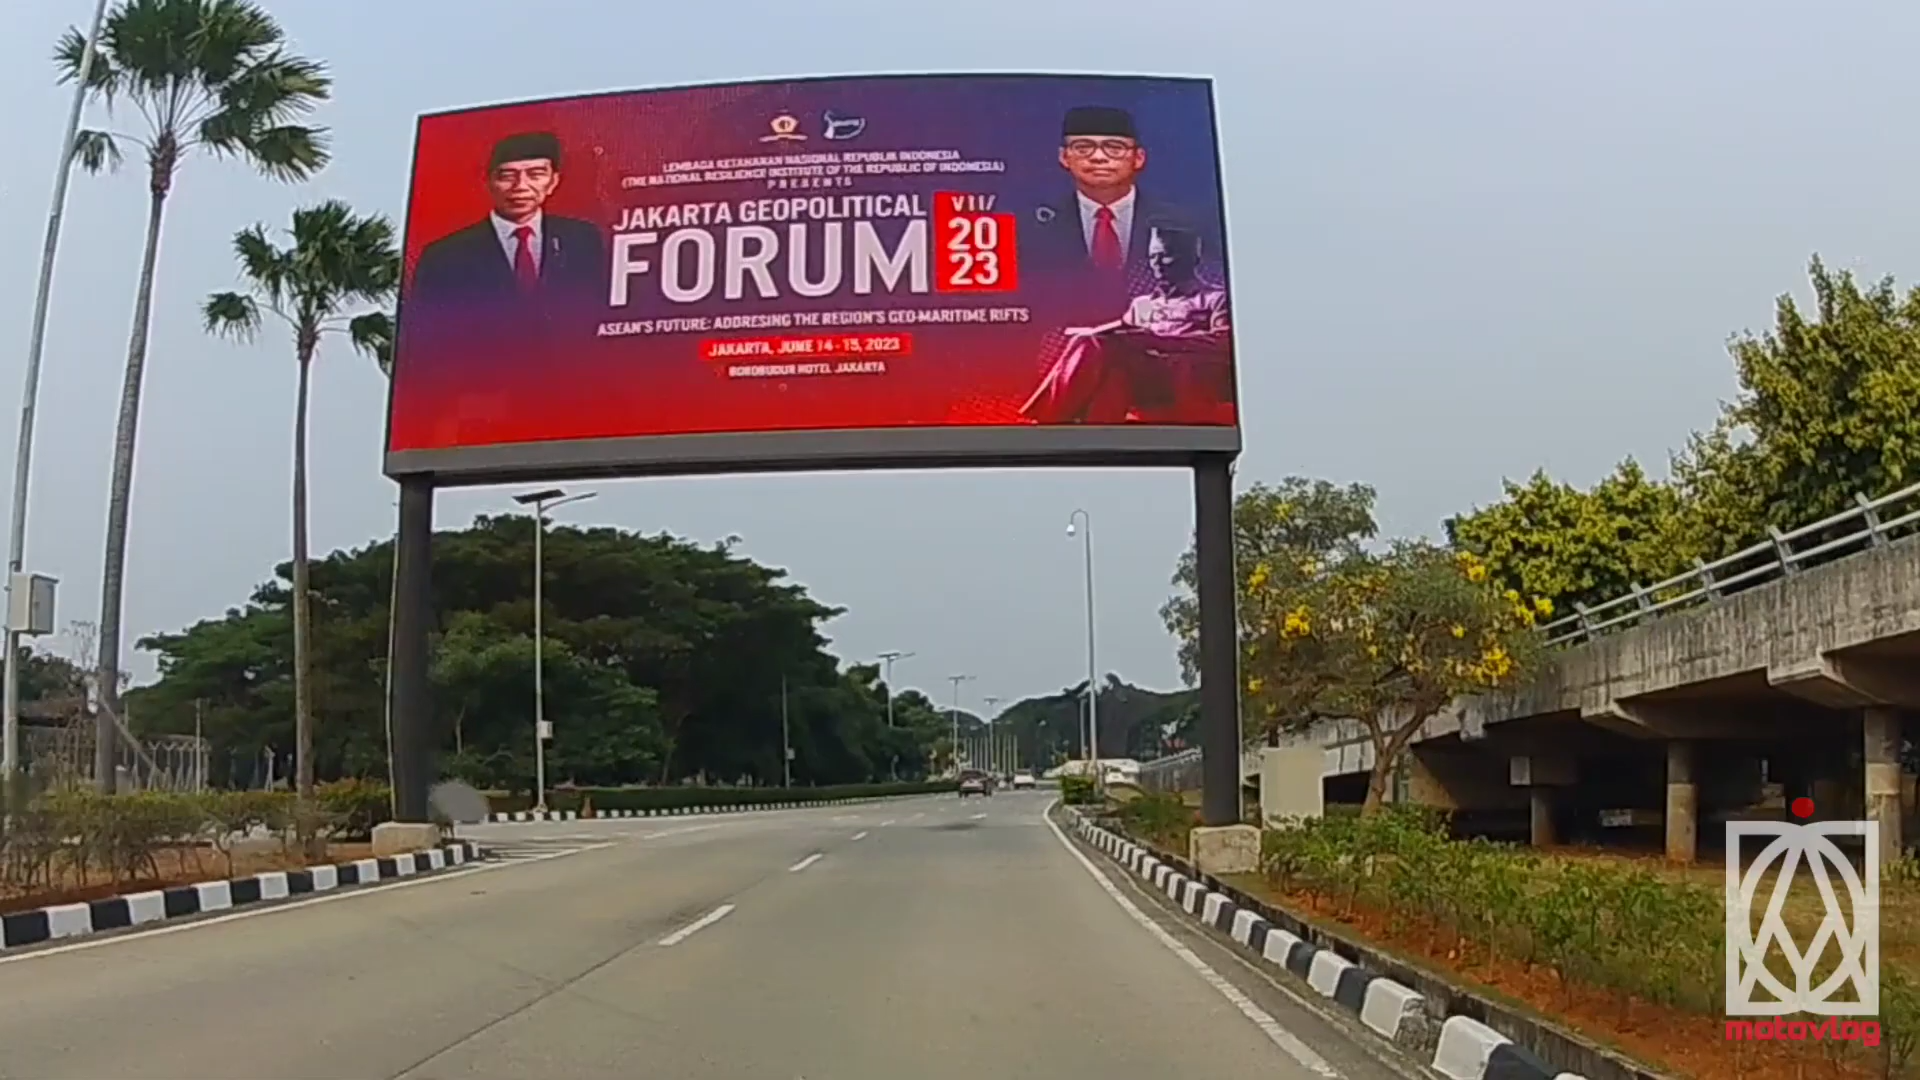 LEMBAGA KETAHANAN NASIONAL REPUBLIK INDONESIA
(THE NATIONAL RESILIENCE INSTITUTE OF THE REPUBLIC OF INDONESIA)
PRESENTS
JAKARTA GEOPOLITICAL
FORUM
VII/
20
23
ASEAN'S FUTURE: ADDRESING THE REGION'S GEO-MARITIME RIFTS
JAKARTA, JUNE 14 - 15, 2023
BOROBUDUR HOTEL JAKARTA
motovlog